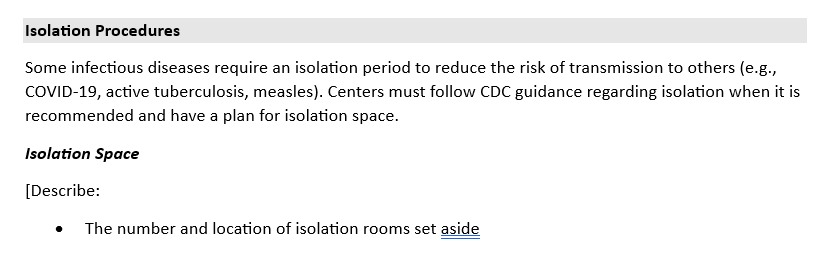 Isolation Procedures
Some infectious diseases require an isolation period to reduce the risk of transmission to others (e.g.,
COVID-19, active tuberculosis, measles). Centers must follow CDC guidance regarding isolation when it is
recommended and have a plan for isolation space.
Isolation Space
[Describe:
• The number and location of isolation rooms set aside